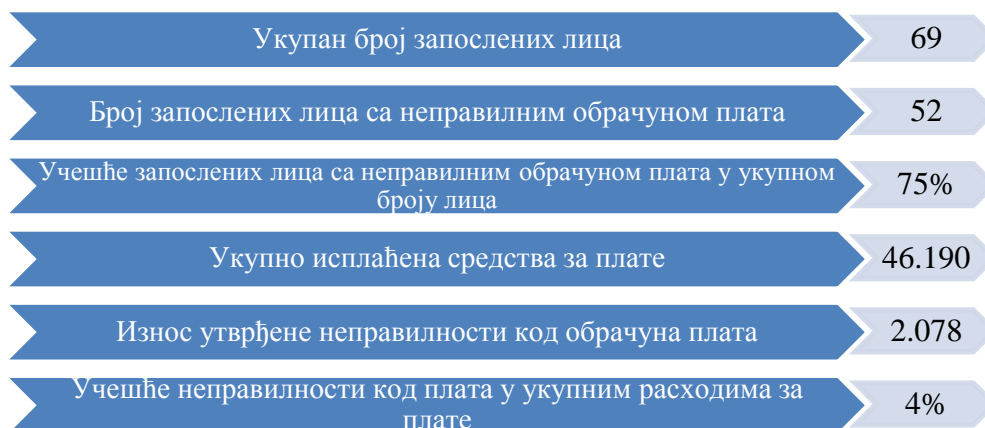 Укупан број запослених лица
69
Број запослених лица са неправилним обрачуном плата
52
Учешће запослених лица са неправилним обрачуном плата у укупном
броју лица
75%
Укупно исплаћена средства за плате
46.190
Износ утврђене неправилности код обрачуна плата
2.078
Учешће неправилности код плата у укупним расходима за
плате
4%